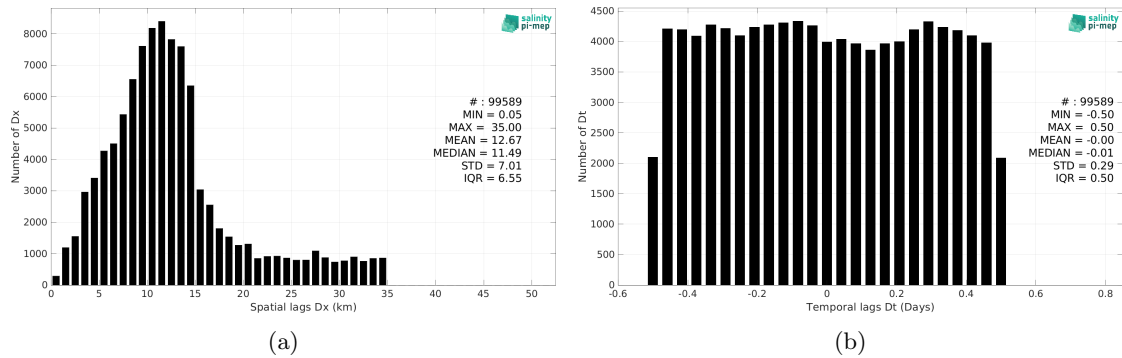 salinity
pi-mep
8000
7000
6000
5000
4000
3000
2000
1000
0
Number of Dx
# : 99589
MIN = 0.05
MAX = 35.00
MEAN = 12.67
MEDIAN = 11.49
STD = 7.01
IQR = 6.55
0 5 10 15 20 25 30 35 40 45 50
Spatial lags Dx (km)
(a)
salinity
pi-mep
4500
4000
3500
3000
2500
2000
1500
1000
500
0
Number of Dt
# : 99589
MIN = -0.50
MAX = 0.50
MEAN = -0.00
MEDIAN = -0.01
STD = 0.29
IQR = 0.50
-0.6 -0.4 -0.2 0 0.2 0.4 0.6 0.8
Temporal lags Dt (Days)
(b)